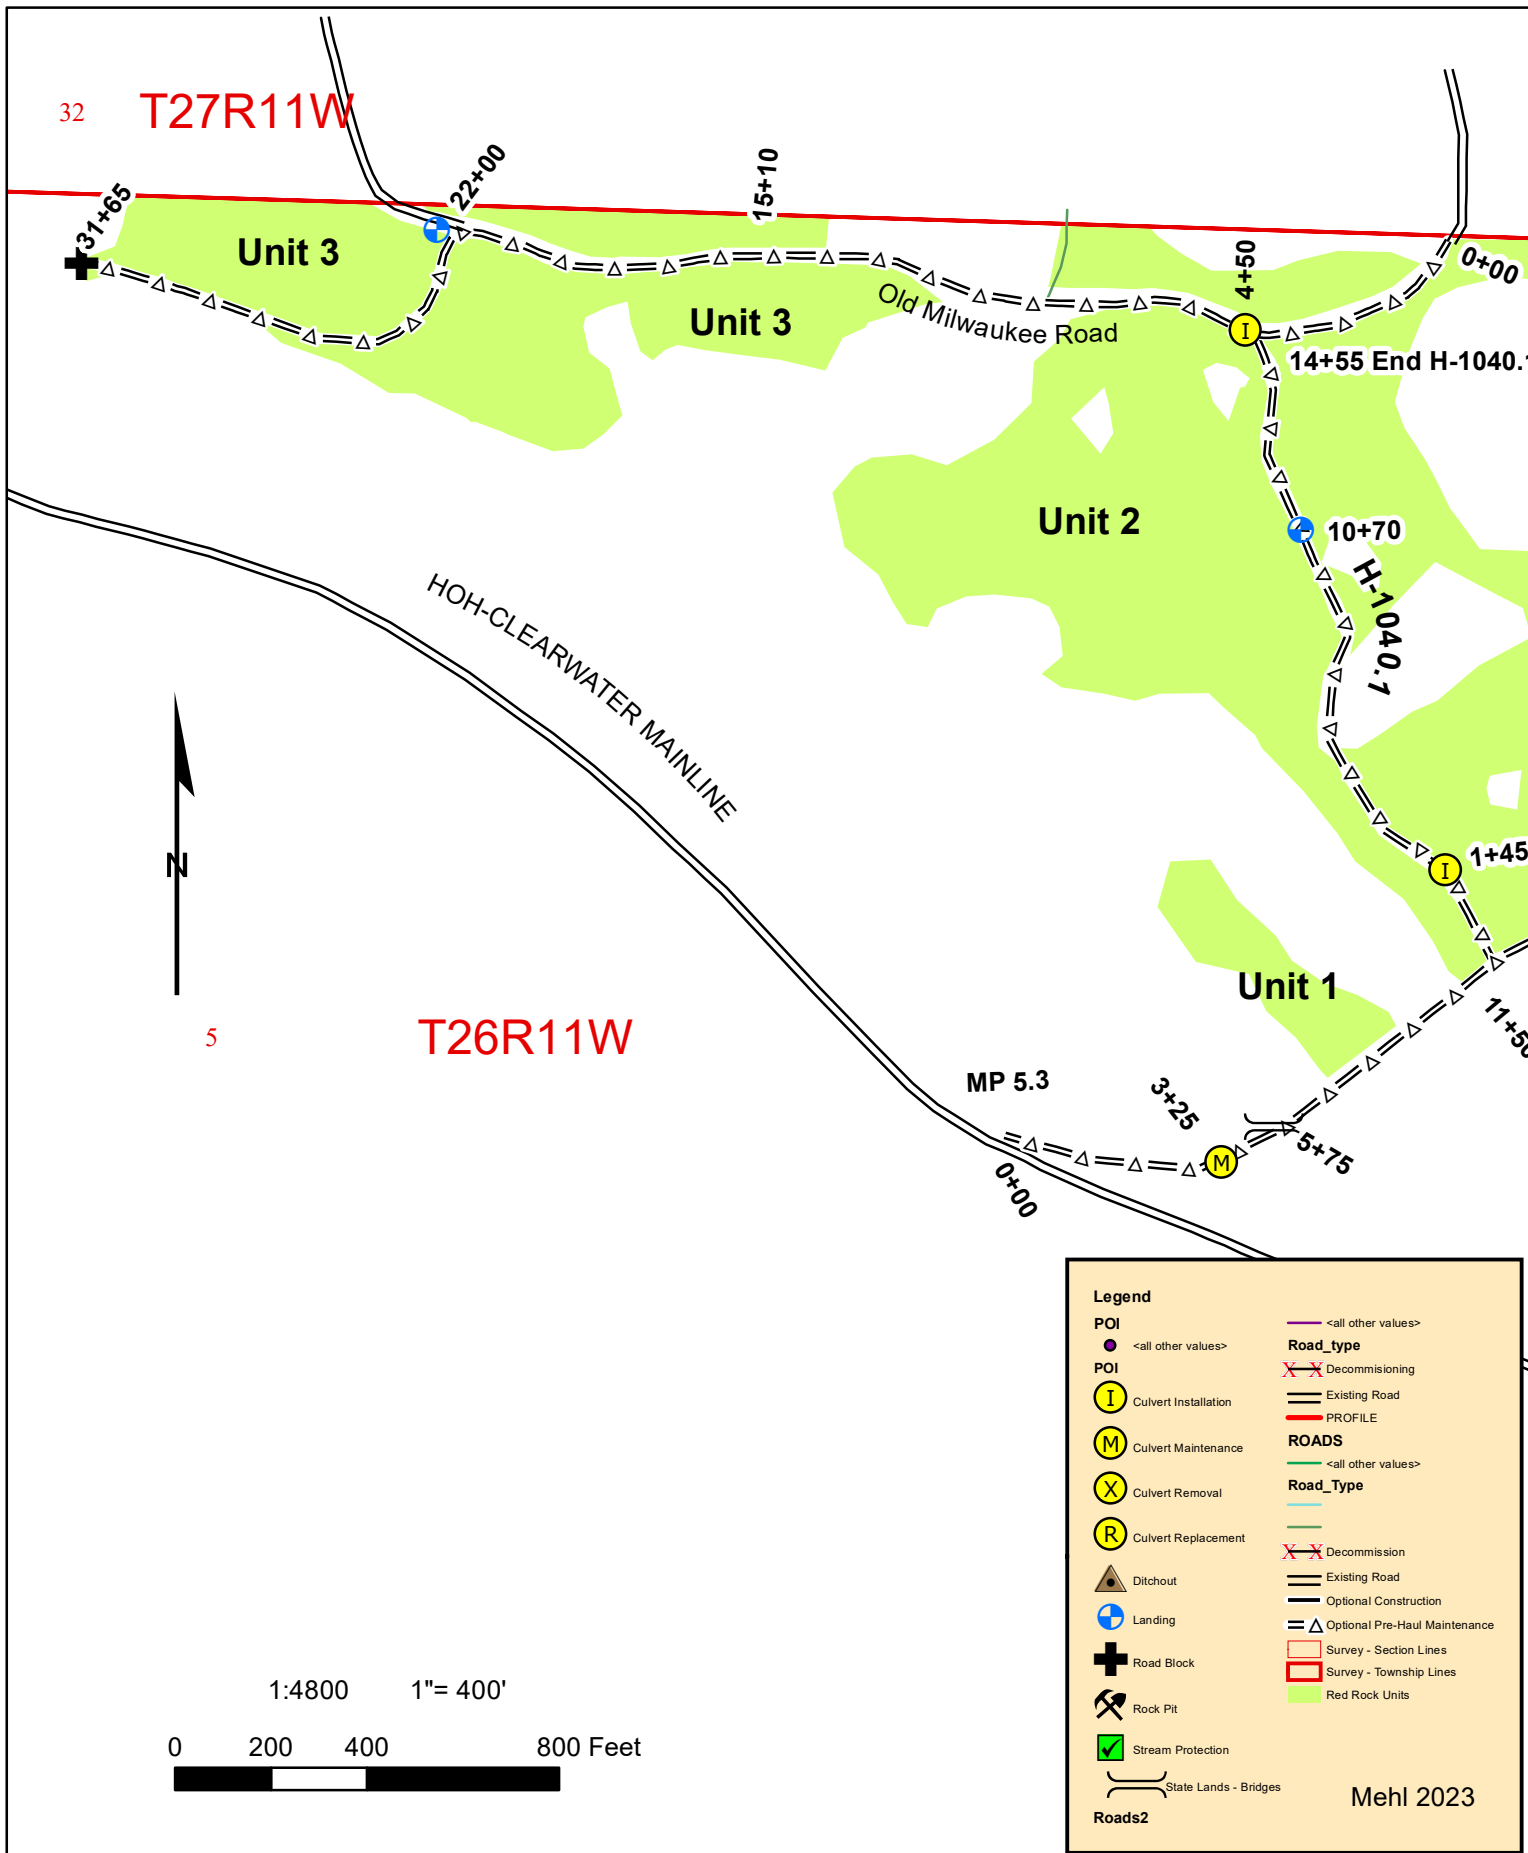 32
T27R11W
31+65
Unit 3
22+00
15+10
Unit 3
Old Milwaukee Road
4+50
0+00
14+55 End H-1040.1
Unit 2
10+70
H-1040.1
HOH-CLEARWATER MAINLINE
N
1+45
Unit 1
5
T26R11W
11+50
MP 5.3
3+25
5+75
0+00
Legend
POI
<all other values>
POI
I Culvert Installation
M Culvert Maintenance
X Culvert Removal
R Culvert Replacement
Ditchout
Landing
Road Block
Rock Pit
Stream Protection
State Lands - Bridges
Roads2
<all other values>
Road_type
X X Decommisioning
Existing Road
PROFILE
ROADS
<all other values>
Road_Type
X X Decommission
Existing Road
Optional Construction
Optional Pre-Haul Maintenance
Survey - Section Lines
Survey - Township Lines
Red Rock Units
Mehl 2023
1:4800 1"= 400'
0 200 400 800 Feet